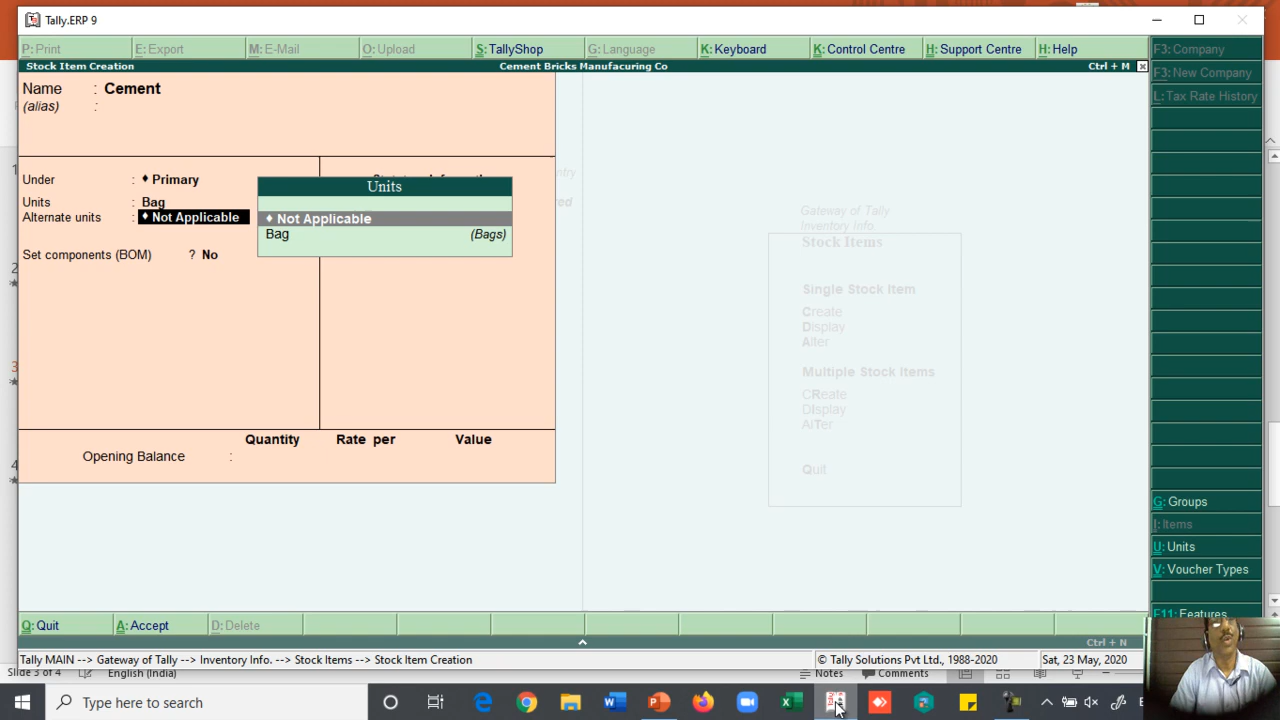 Tally.ERP 9
P: Print
E: Export
M: E-Mail
O: Upload
S: TallyShop
G: Language
K: Keyboard
K: Control Centre
H: Support Centre
H: Help
Stock Item Creation
Cement Bricks Manufacuring Co
Ctrl + M
F3: Company
F3: New Company
L: Tax Rate History
Name : Cement
(alias) :
Under : ♦ Primary
Units : Bag
Alternate units : ♦ Not Applicable
Set components (BOM) ? No
Units
♦ Not Applicable
Bag (Bags)
Gateway of Tally
Inventory Info.
Stock Items
Single Stock Item
Create
Display
Alter
Multiple Stock Items
CReate
DIsplay
AlTer
Quit
Quantity Rate per Value
Opening Balance :
G: Groups
I: Items
U: Units
V: Voucher Types
F11: Features
Q: Quit
A: Accept
D: Delete
Ctrl + N
Tally MAIN --> Gateway of Tally --> Inventory Info. --> Stock Items --> Stock Item Creation
© Tally Solutions Pvt Ltd., 1988-2020
Sat, 23 May, 2020
Slide 3 of 4
English (India)
Notes
Comments
Type here to search
1
2
3
4